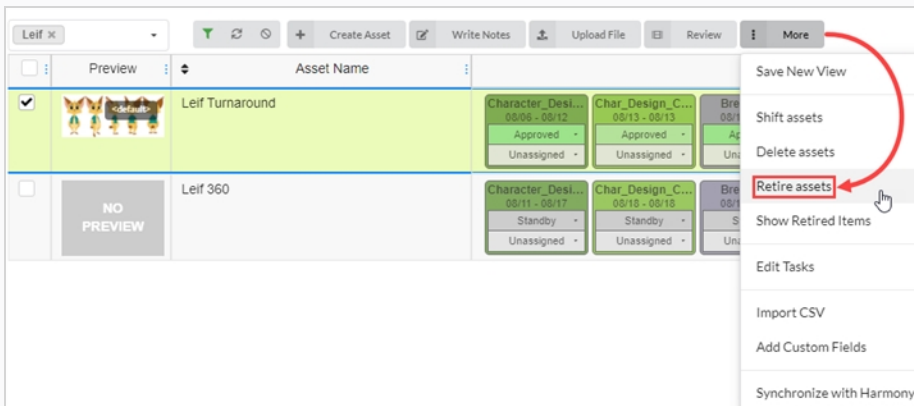 Leif ×
Create Asset
Write Notes
Upload File
Review
More
Preview
Asset Name
Save New View
Shift assets
Delete assets
Retire assets
Show Retired Items
Edit Tasks
Import CSV
Add Custom Fields
Synchronize with Harmony
<default>
Leif Turnaround
Character_Desi...
08/06 - 08/12
Approved
Unassigned
Char_Design_C...
08/13 - 08/13
Approved
Unassigned
NO
PREVIEW
Leif 360
Character_Desi...
08/11 - 08/17
Standby
Unassigned
Char_Design_C...
08/18 - 08/18
Standby
Unassigned